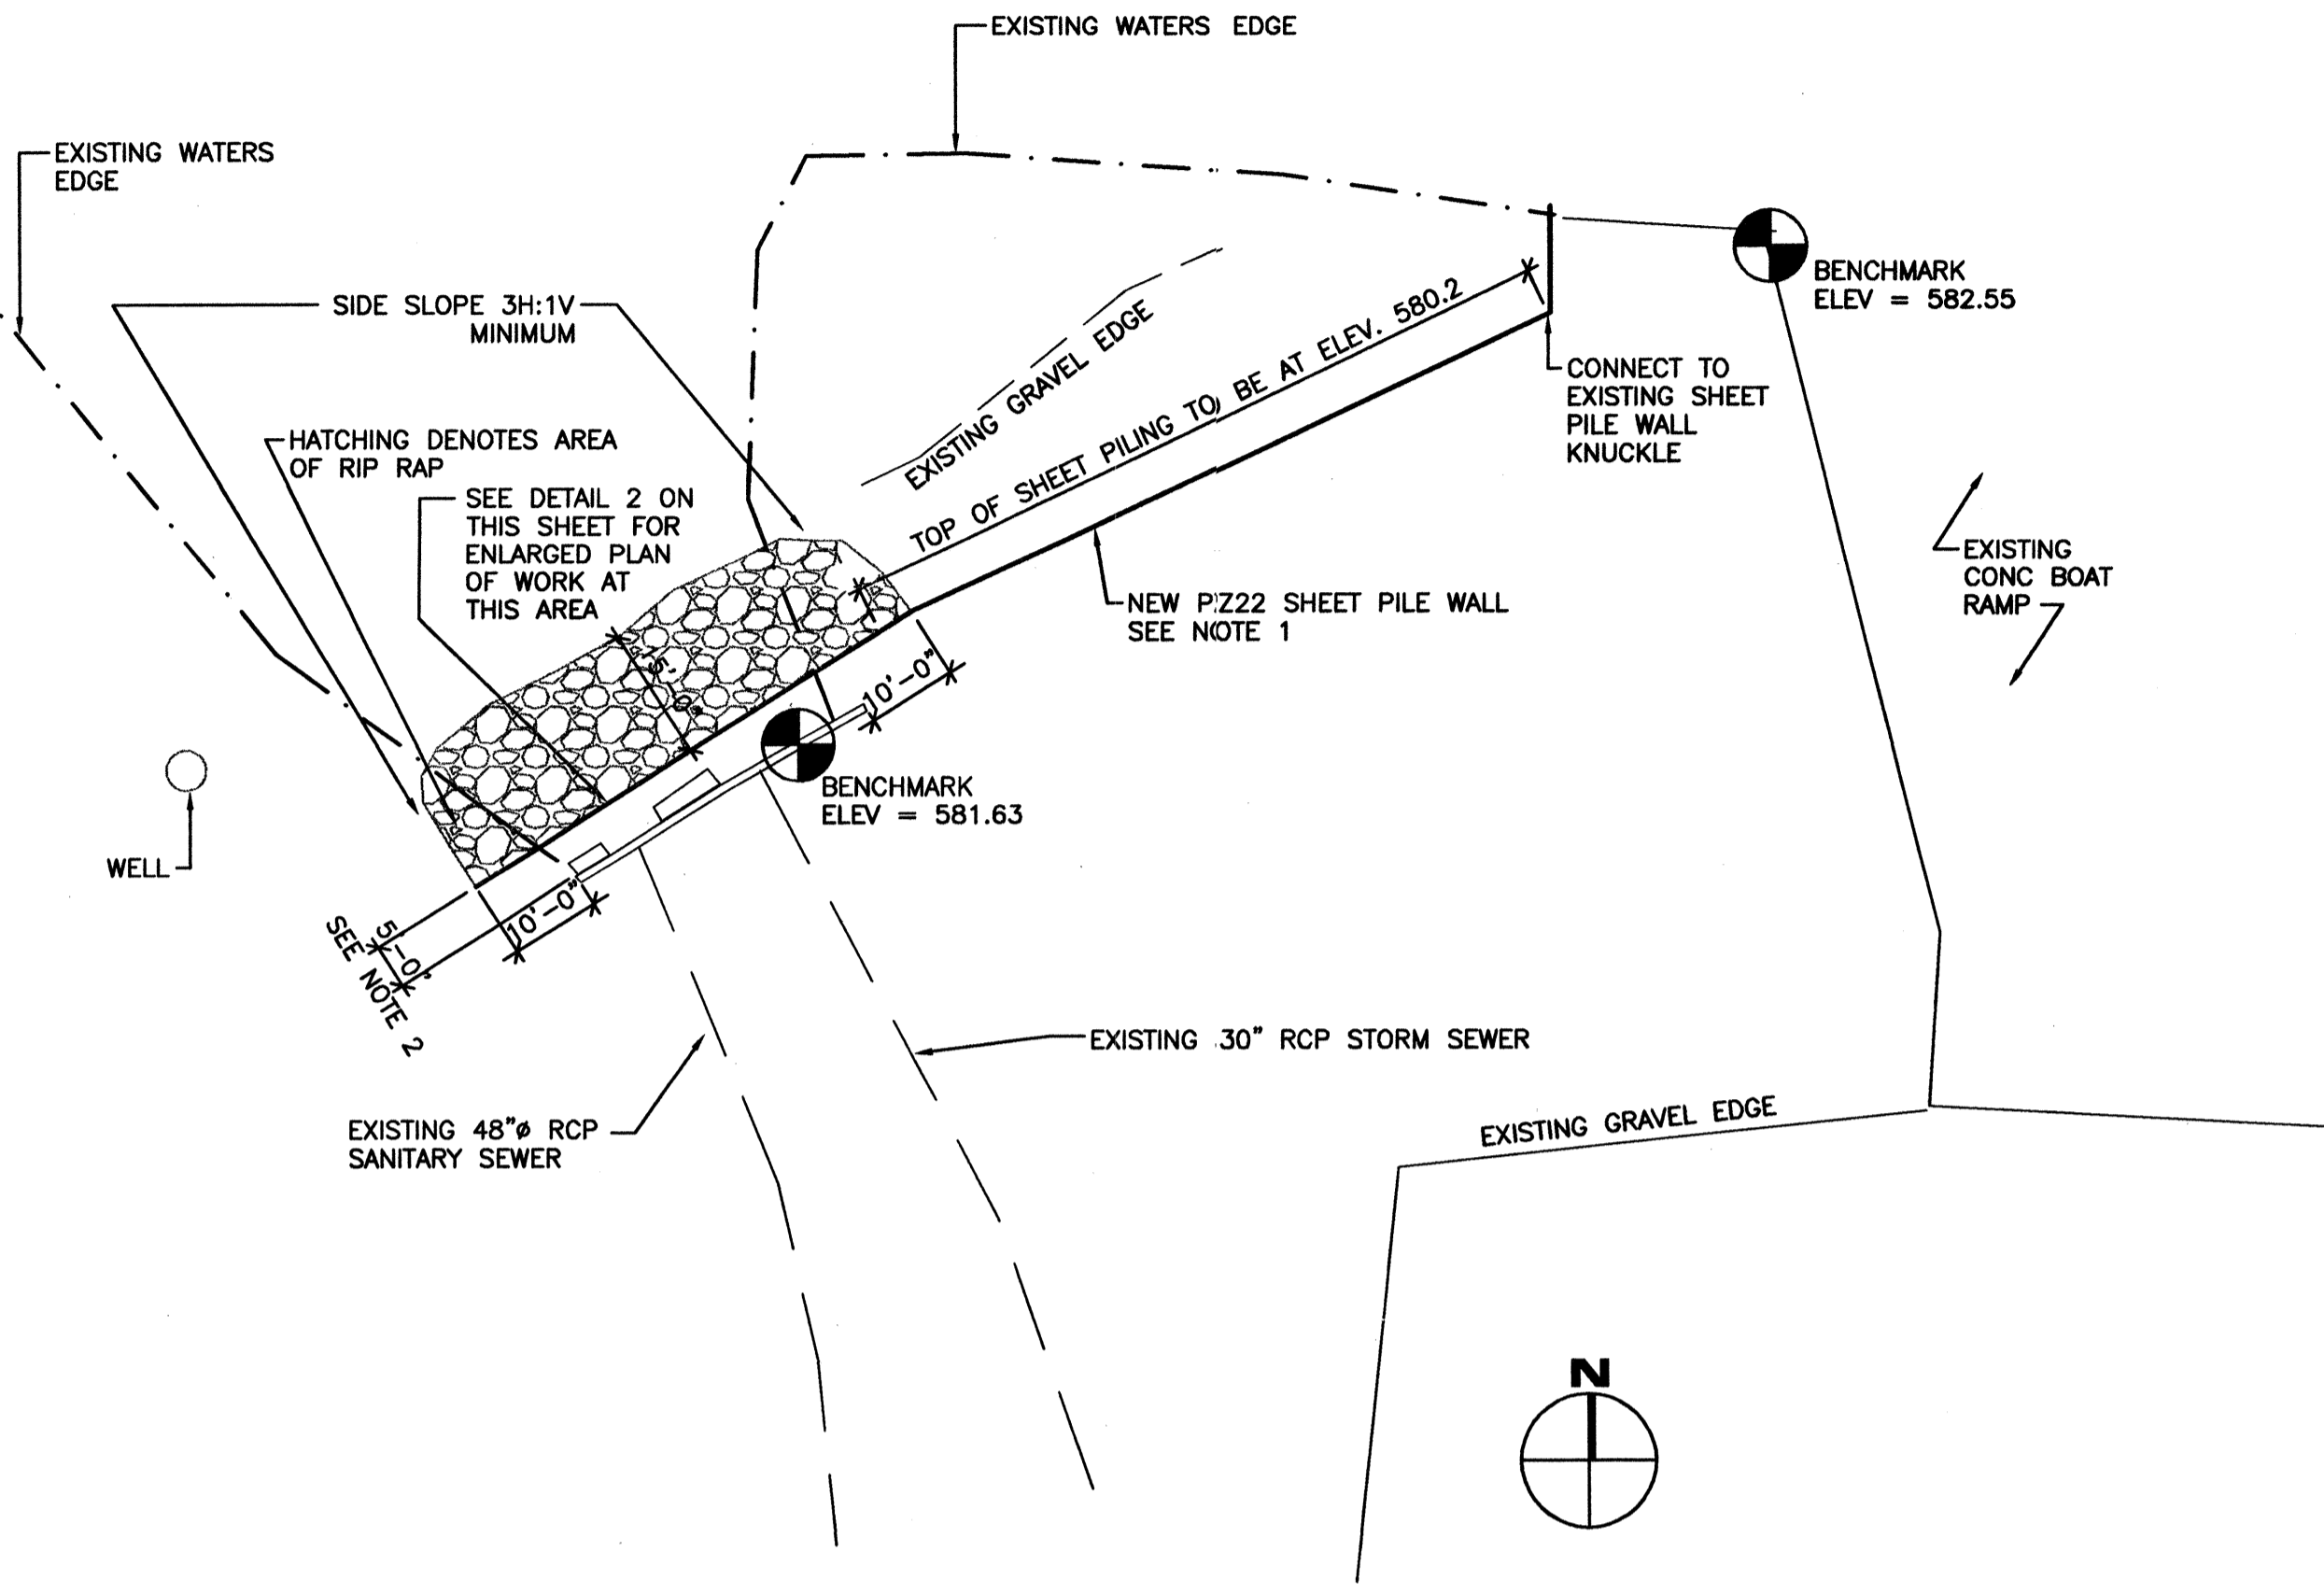 EXISTING WATERS EDGE
EXISTING WATERS
EDGE
SIDE SLOPE 3H:1V
MINIMUM
HATCHING DENOTES AREA
OF RIP RAP
SEE DETAIL 2 ON
THIS SHEET FOR
ENLARGED PLAN
OF WORK AT
THIS AREA
EXISTING GRAVEL EDGE
TOP OF SHEET PILING TO BE AT ELEV. 580.2
BENCHMARK
ELEV = 582.55
CONNECT TO
EXISTING SHEET
PILE WALL
KNUCKLE
EXISTING
CONC BOAT
RAMP
NEW PZ22 SHEET PILE WALL
SEE NOTE 1
10'-0"
BENCHMARK
ELEV = 581.63
WELL
10'-0"
5'-0"
SEE NOTE 2
EXISTING 30" RCP STORM SEWER
EXISTING 48"ø RCP
SANITARY SEWER
EXISTING GRAVEL EDGE
N